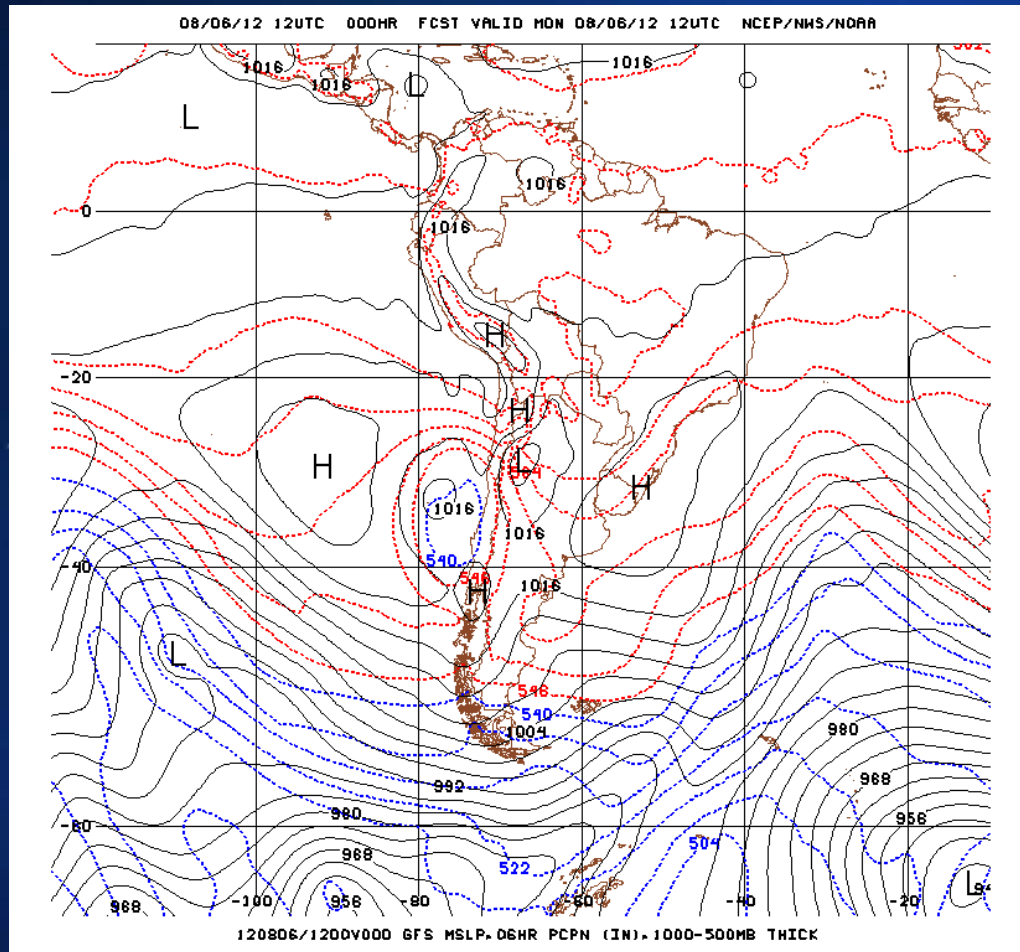 08/06/12 12UTC 000HR FCST VALID MON 08/06/12 12UTC NCEP/NWS/NOAA
1016 1016
1016 L
L
1016
0
1016
H
-20
H
H L
H
1016
1016
540
-40 546
H 1016
L
546
540
1004 980
992 968
980 956
-60
968 504
522
L
-100 956 -80 -60 -40 -20
968
120806/1200V000 GFS MSLP, 06HR PCPN (IN), 1000-500MB THICK